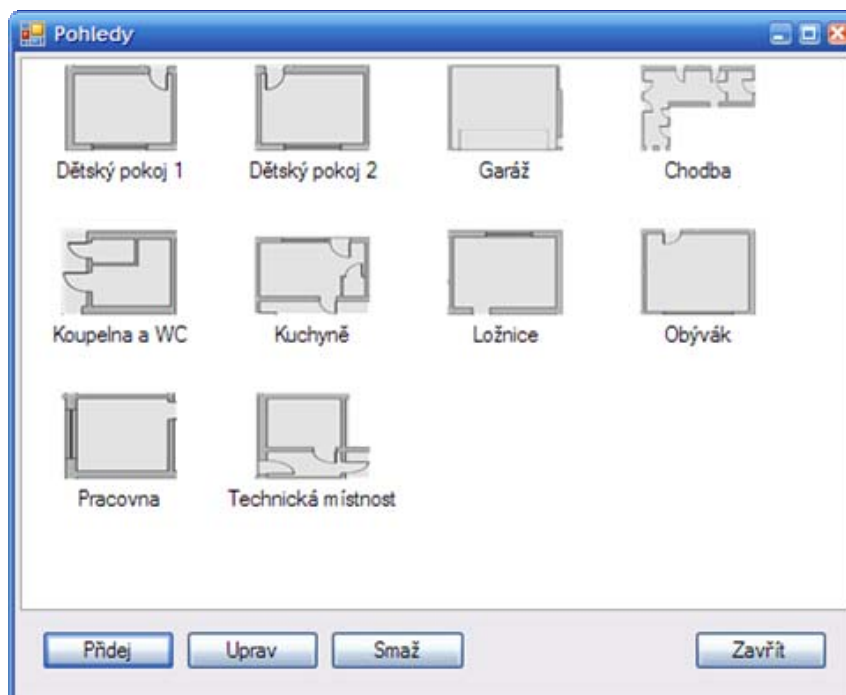 Pohledy
Dětský pokoj 1
Dětský pokoj 2
Garáž
Chodba
Koupelna a WC
Kuchyně
Ložnice
Obývák
Pracovna
Technická místnost
Přidej
Uprav
Smaž
Zavřít